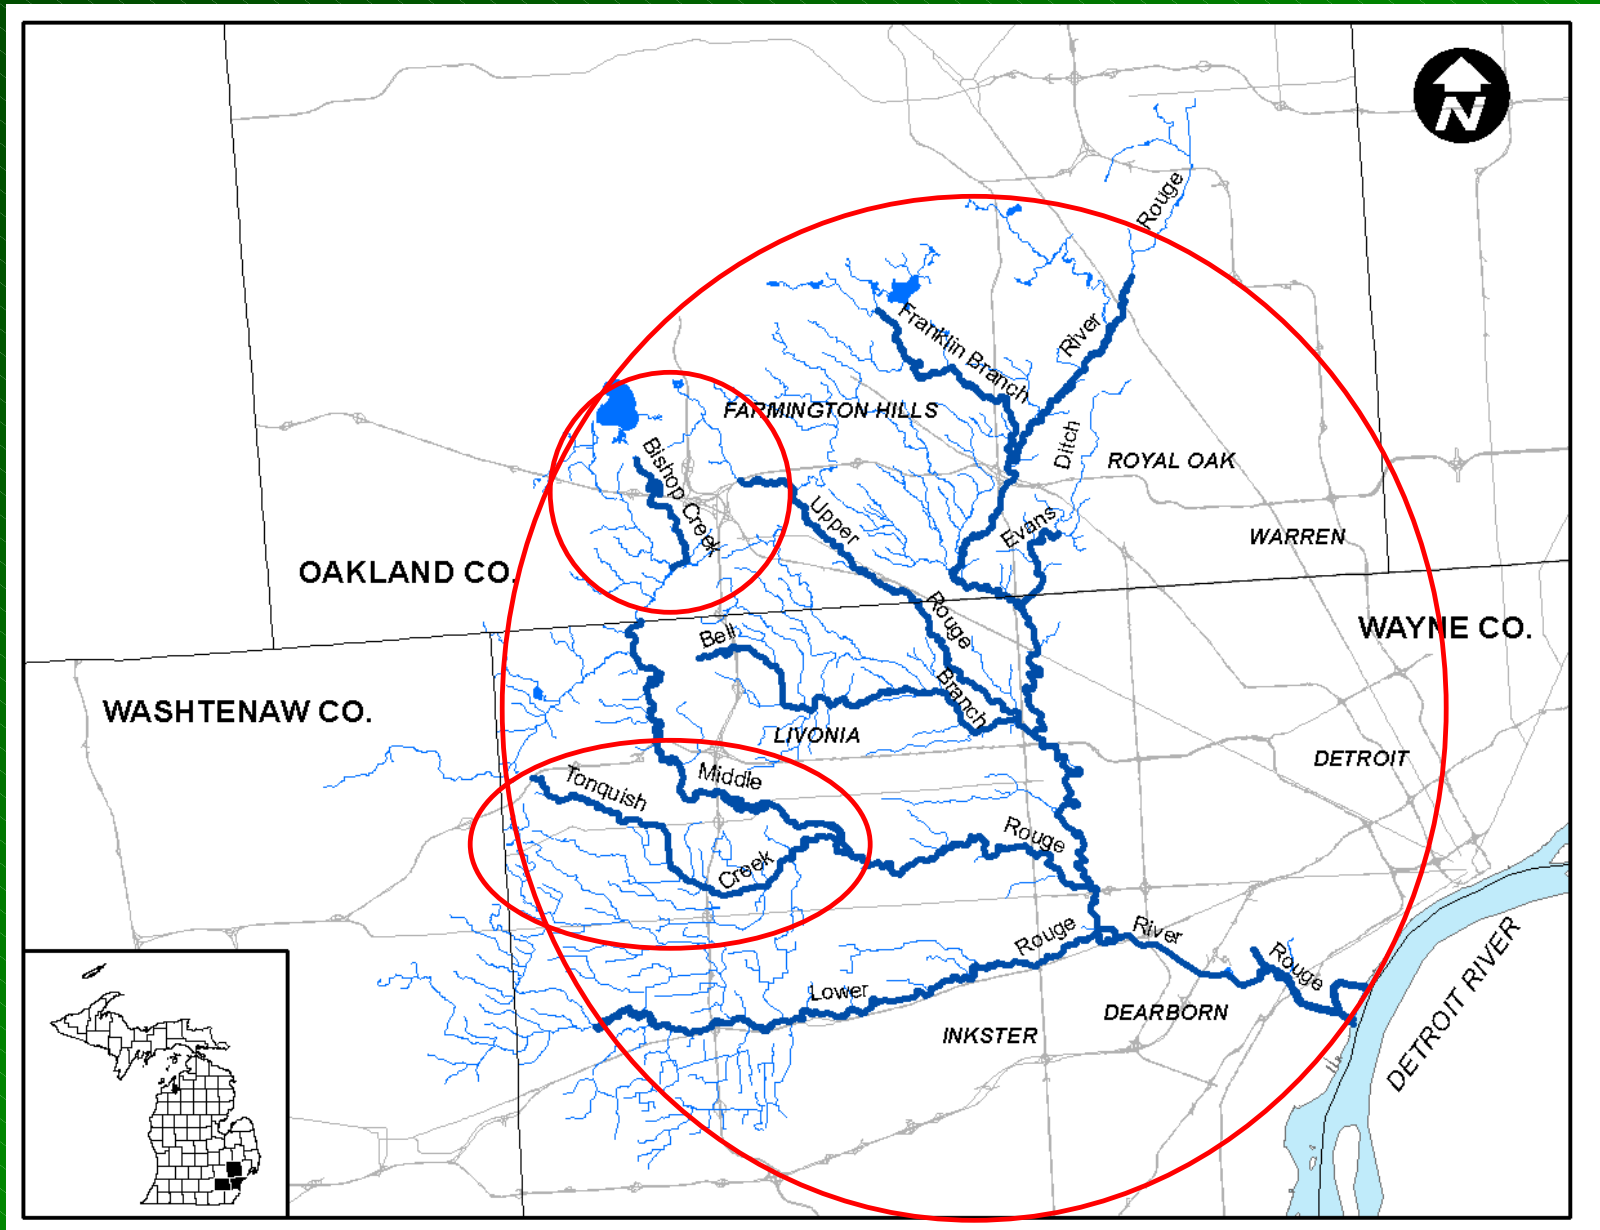 N
Rouge
River
Franklin Branch
FARMINGTON HILLS
Ditch
ROYAL OAK
Bishop Creek
Upper
Evans
WARREN
OAKLAND CO.
Rouge
Bell
WAYNE CO.
Branch
WASHTENAW CO.
LIVONIA
DETROIT
Tonquish
Middle
Rouge
Creek
Rouge
River
Rouge
Lower
DEARBORN
INKSTER
DETROIT RIVER